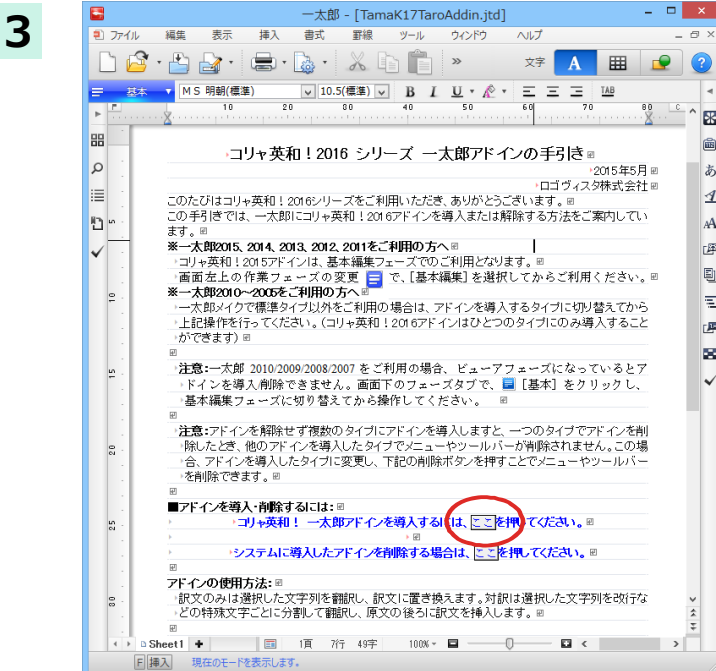 3
一太郎 - [TamaK17TaroAddin.jtd]
ファイル 編集 表示 挿入 書式 罫線 ツール ウィンドウ ヘルプ
文字 A
基本 MS 明朝(標準) 10.5(標準) B I U TAB
10 20 30 40 50 60 70 80
コリャ英和！2016 シリーズ 一太郎アドインの手引き
2015年5月
ロゴヴィスタ株式会社
このたびはコリャ英和！2016シリーズをご利用いただき、ありがとうございます。
この手引きでは、一太郎にコリャ英和！2016アドインを導入または解除する方法をご案内してい
ます。
※一太郎2015、2014、2013、2012、2011をご利用の方へ
コリャ英和！2015アドインは、基本編集フェーズでのご利用となります。
画面左上の作業フェーズの変更 で、［基本編集］を選択してからご利用ください。
※一太郎2010～2005をご利用の方へ
一太郎メイクで標準タイプ以外をご利用の場合は、アドインを導入するタイプに切り替えてから
上記操作を行ってください。（コリャ英和！2016アドインはひとつのタイプにのみ導入すること
ができます）
注意:一太郎 2010/2009/2008/2007 をご利用の場合、ビューアフェーズになっているとア
ドインを導入/削除できません。画面下のフェーズタブで、 ［基本］をクリックし、
基本編集フェーズに切り替えてから操作してください。
注意:アドインを解除せず複数のタイプにアドインを導入しますと、一つのタイプでアドインを削
除したとき、他のアドインを導入したタイプでメニューやツールバーが削除されません。この場
合、アドインを導入したタイプに変更し、下記の削除ボタンを押すことでメニューやツールバー
を削除できます。
■アドインを導入・削除するには:
コリャ英和！ 一太郎アドインを導入するには、ここを押してください。
システムに導入したアドインを削除する場合は、ここを押してください。
アドインの使用方法:
訳文のみは選択した文字列を翻訳し、訳文に置き換えます。対訳は選択した文字列を改行な
どの特殊文字ごとに分割して翻訳し、原文の後ろに訳文を挿入します。
Sheet1 1頁 7行 49字 100%
F 挿入 現在のモードを表示します。